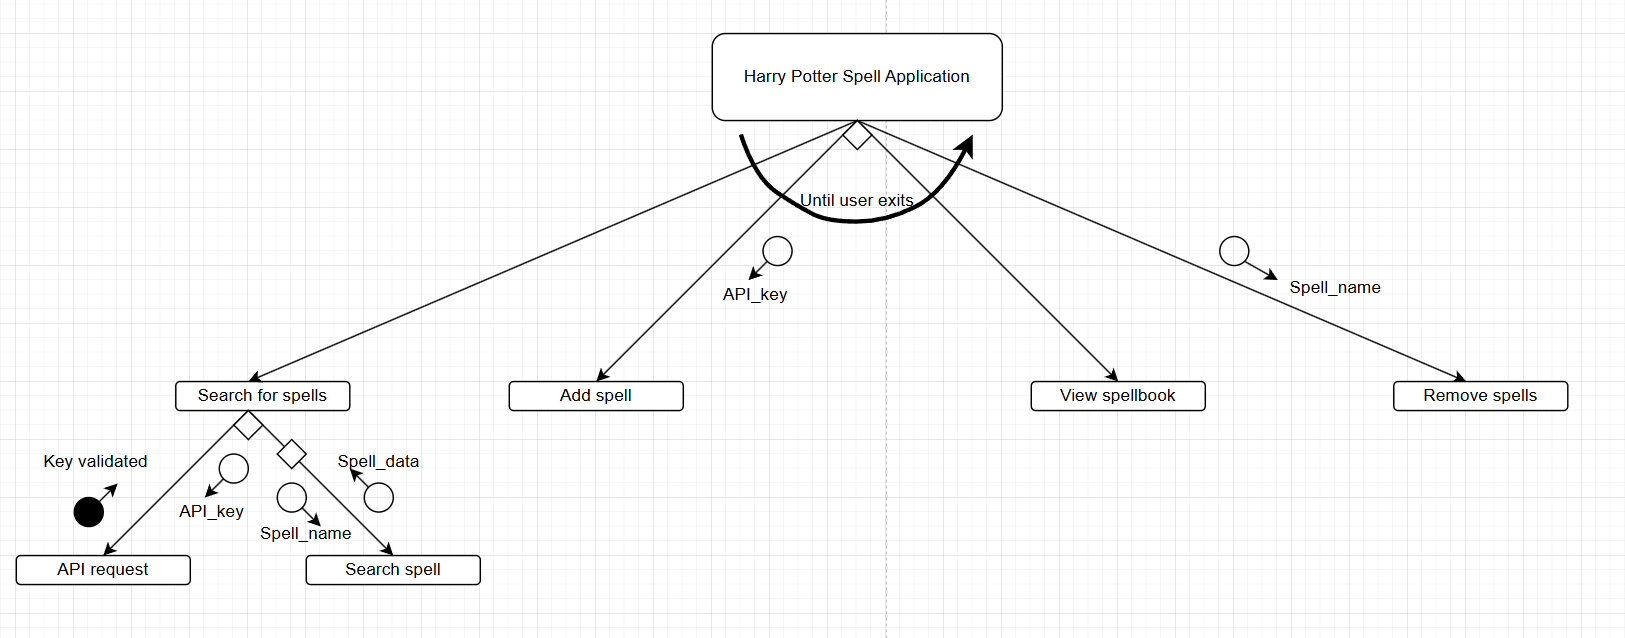 Harry Potter Spell Application
Until user exits
API_key
Spell_name
Search for spells
Add spell
View spellbook
Remove spells
Key validated
Spell_data
API_key
Spell_name
API request
Search spell